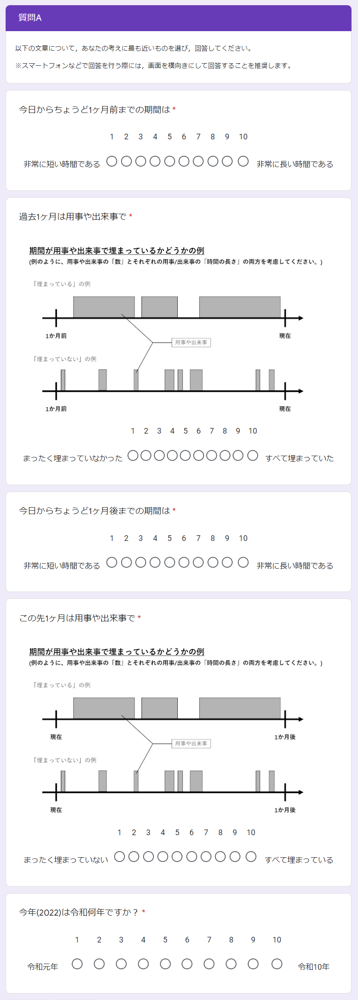 質問A
以下の文章について，あなたの考えに最も近いものを選び，回答してください。
※スマートフォンなどで回答を行う際には，画面を横向きにして回答することを推奨します。
今日からちょうど1ヶ月前までの期間は *
1 2 3 4 5 6 7 8 9 10
非常に短い時間である 非常に長い時間である
過去1ヶ月は用事や出来事で *
期間が用事や出来事で埋まっているかどうかの例
(例のように、用事や出来事の「数」とそれぞれの用事/出来事の「時間の長さ」の両方を考慮してください。)
「埋まっている」の例
1か月前 現在
用事や出来事
「埋まっていない」の例
1か月前 現在
1 2 3 4 5 6 7 8 9 10
まったく埋まっていなかった すべて埋まっていた
今日からちょうど1ヶ月後までの期間は *
1 2 3 4 5 6 7 8 9 10
非常に短い時間である 非常に長い時間である
この先1ヶ月は用事や出来事で *
期間が用事や出来事で埋まっているかどうかの例
(例のように、用事や出来事の「数」とそれぞれの用事/出来事の「時間の長さ」の両方を考慮してください。)
「埋まっている」の例
現在 1か月後
用事や出来事
「埋まっていない」の例
現在 1か月後
1 2 3 4 5 6 7 8 9 10
まったく埋まっていない すべて埋まっている
今年(2022)は令和何年ですか？ *
1 2 3 4 5 6 7 8 9 10
令和元年 令和10年